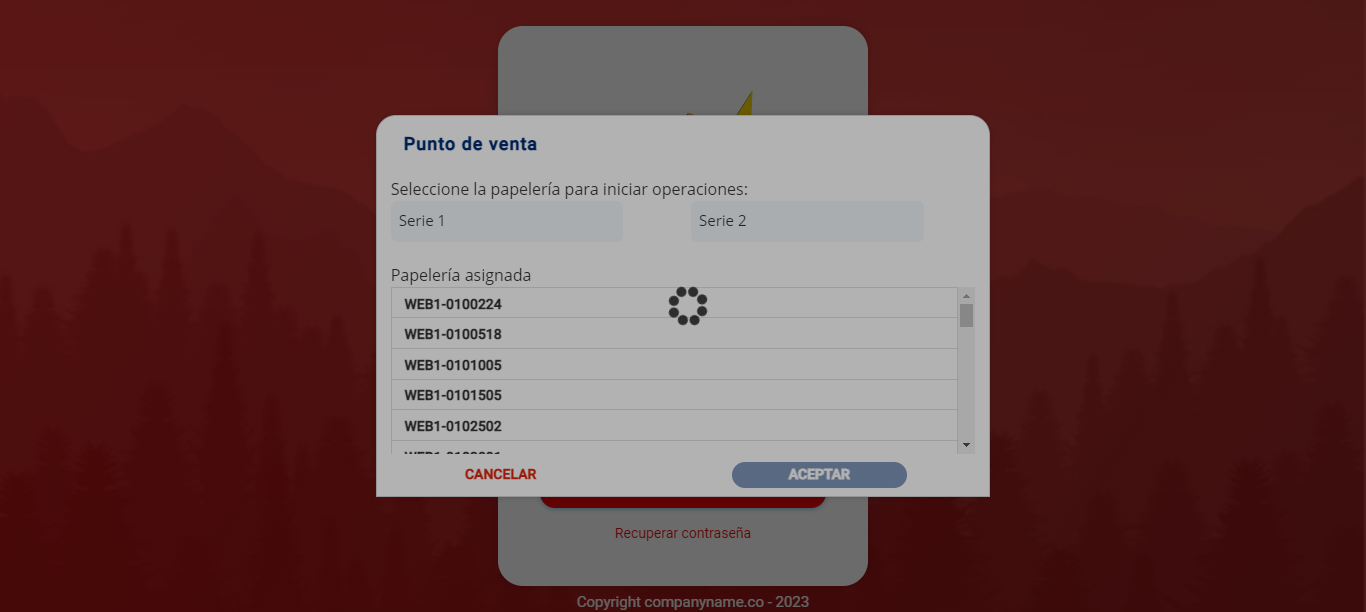 Punto de venta
Seleccione la papelería para iniciar operaciones:
Serie 1 Serie 2
Papelería asignada
WEB1-0100224
WEB1-0100518
WEB1-0101005
WEB1-0101505
WEB1-0102502
CANCELAR ACEPTAR
Recuperar contraseña
Copyright companyname.co - 2023